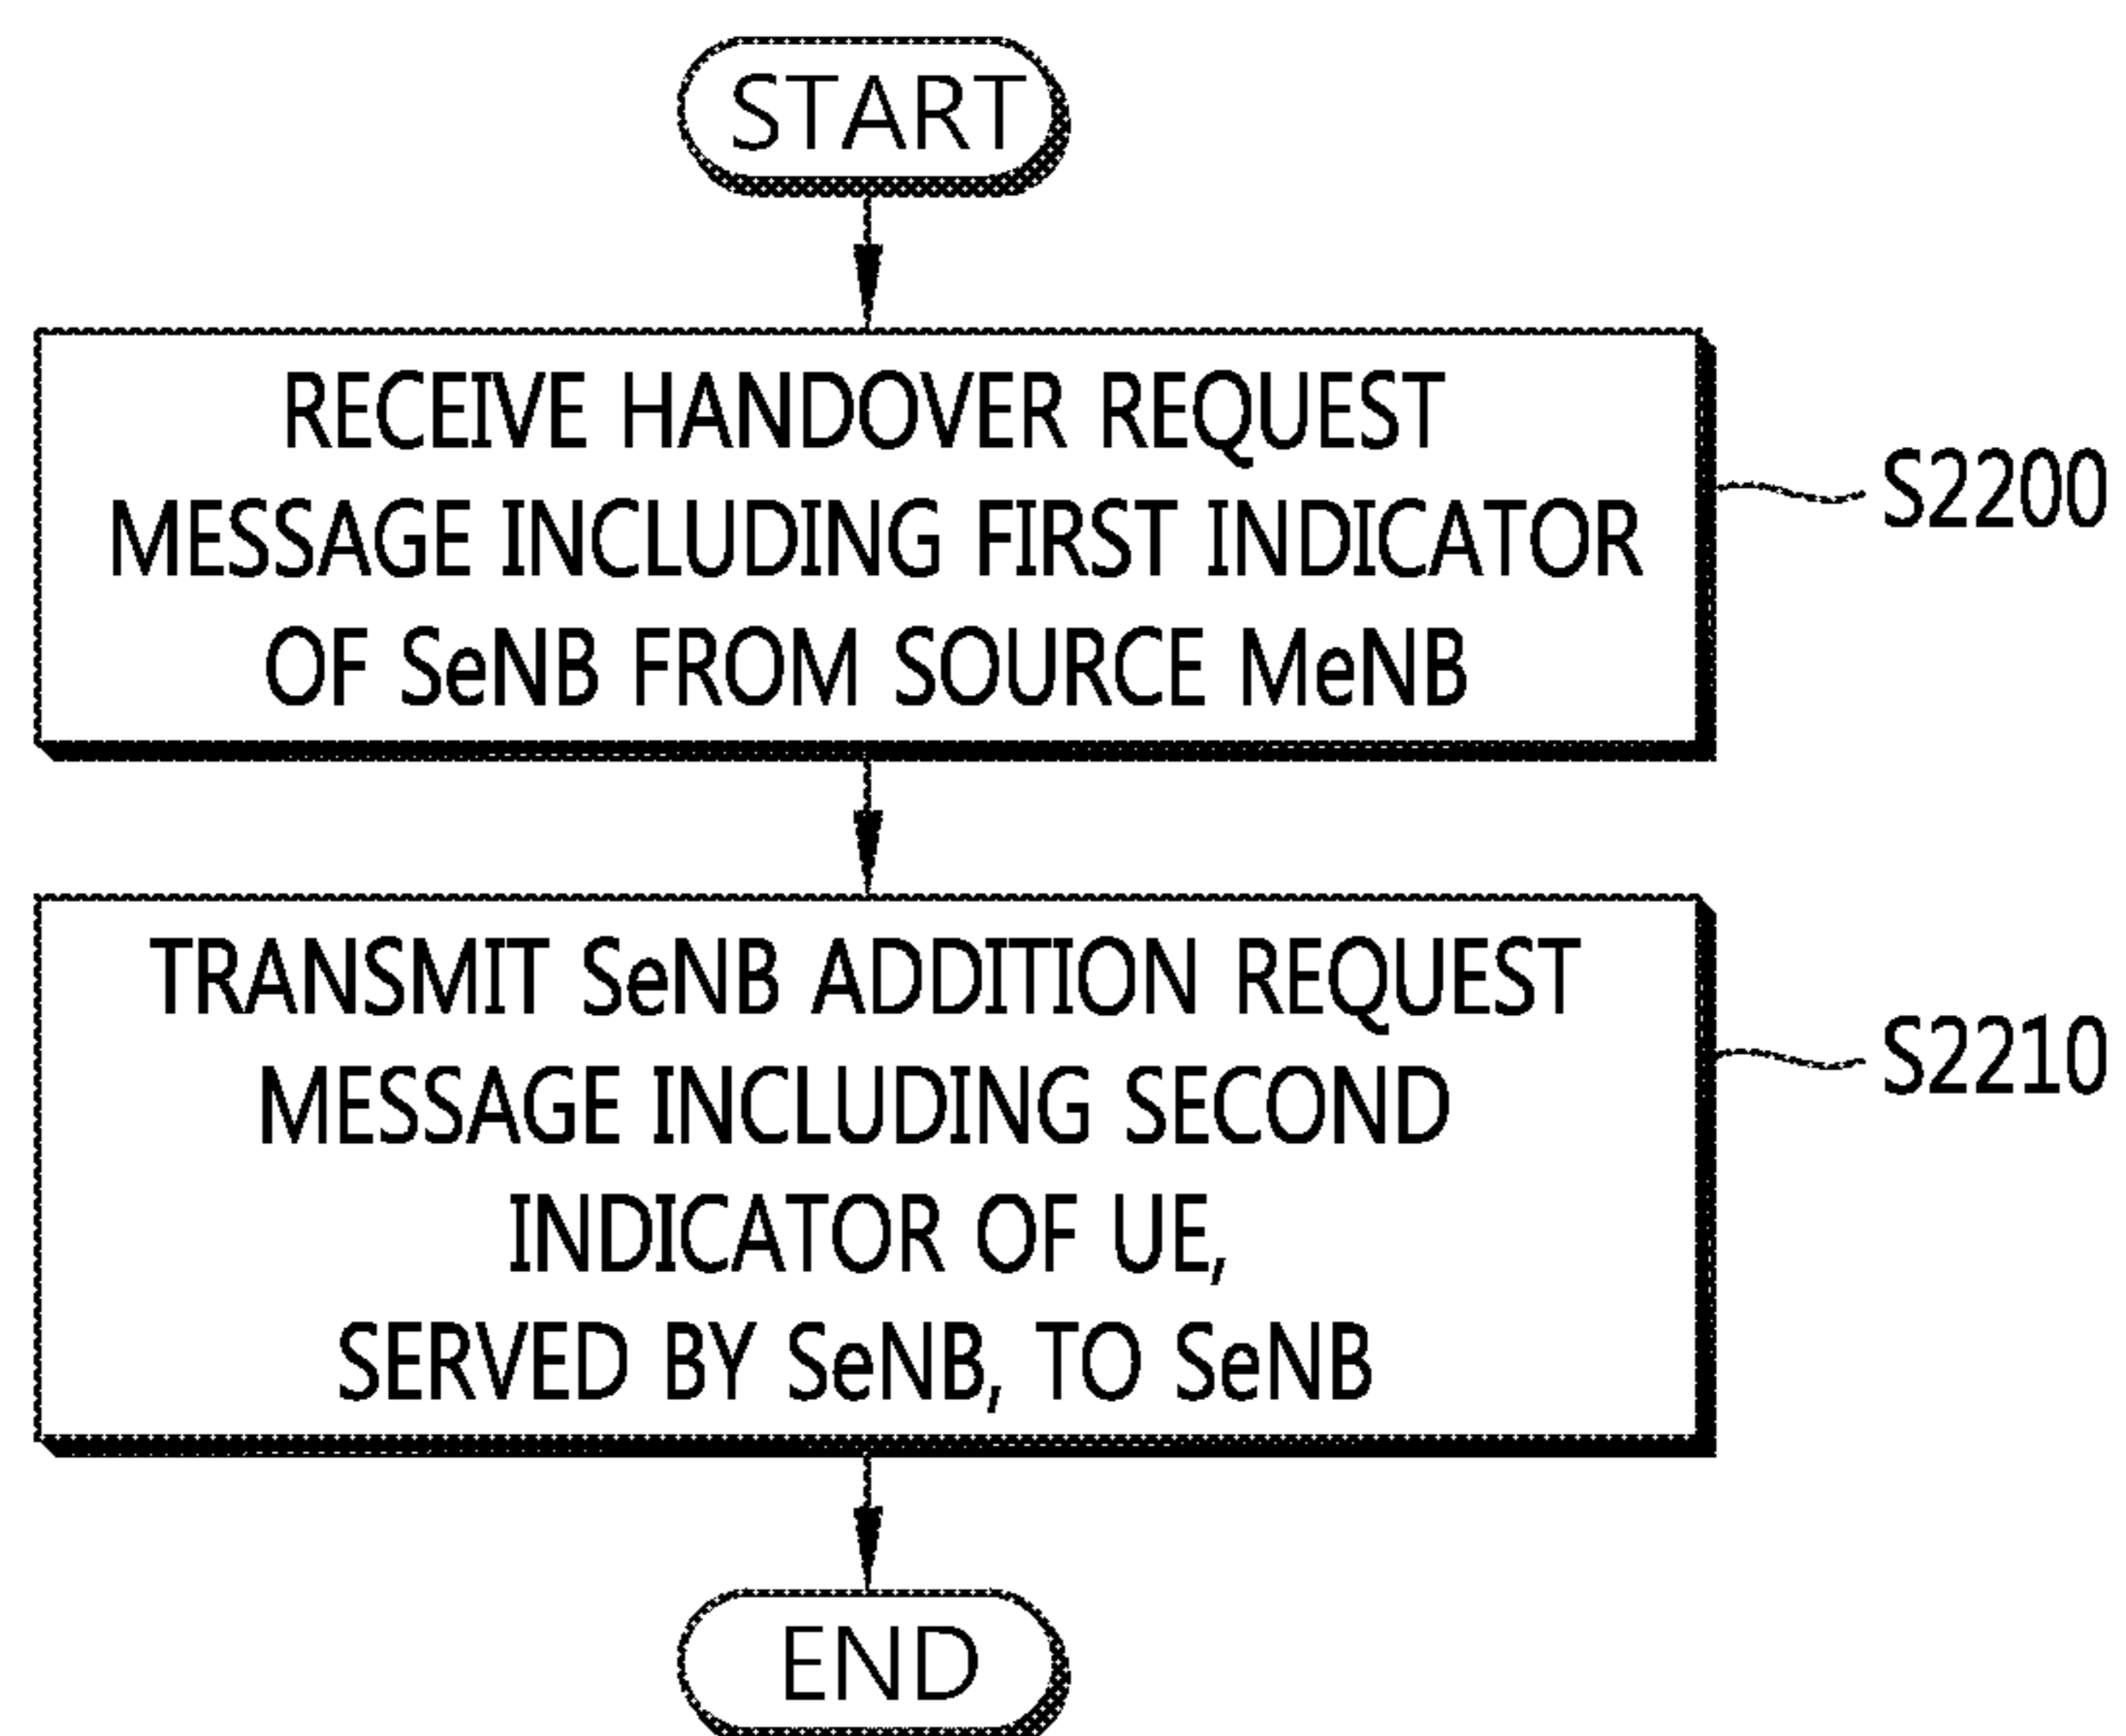 START
RECEIVE HANDOVER REQUEST
MESSAGE INCLUDING FIRST INDICATOR
OF SeNB FROM SOURCE MeNB
S2200
TRANSMIT SeNB ADDITION REQUEST
MESSAGE INCLUDING SECOND
INDICATOR OF UE,
SERVED BY SeNB, TO SeNB
S2210
END